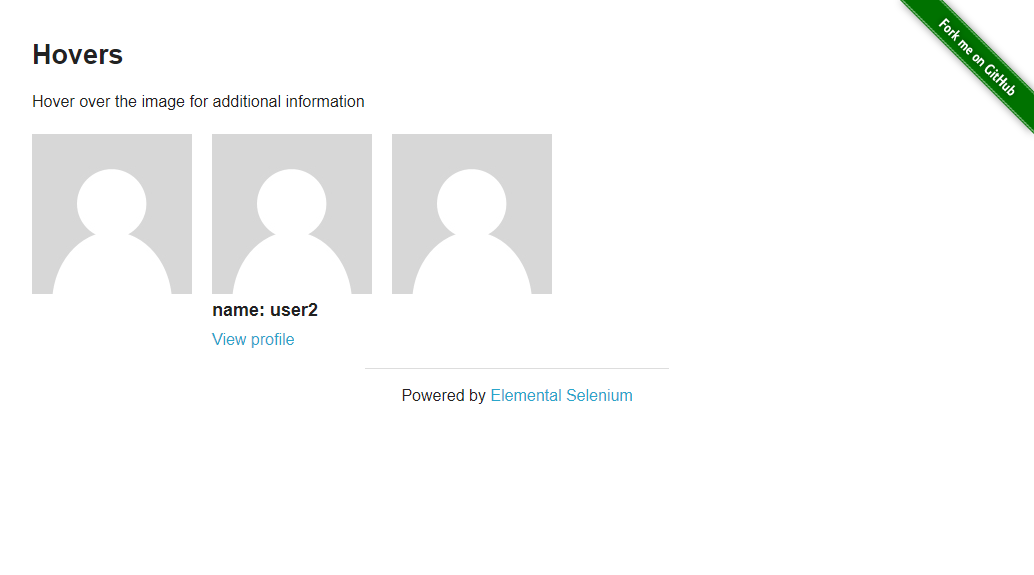 Fork me on GitHub
Hovers
Hover over the image for additional information
name: user2
View profile
Powered by Elemental Selenium